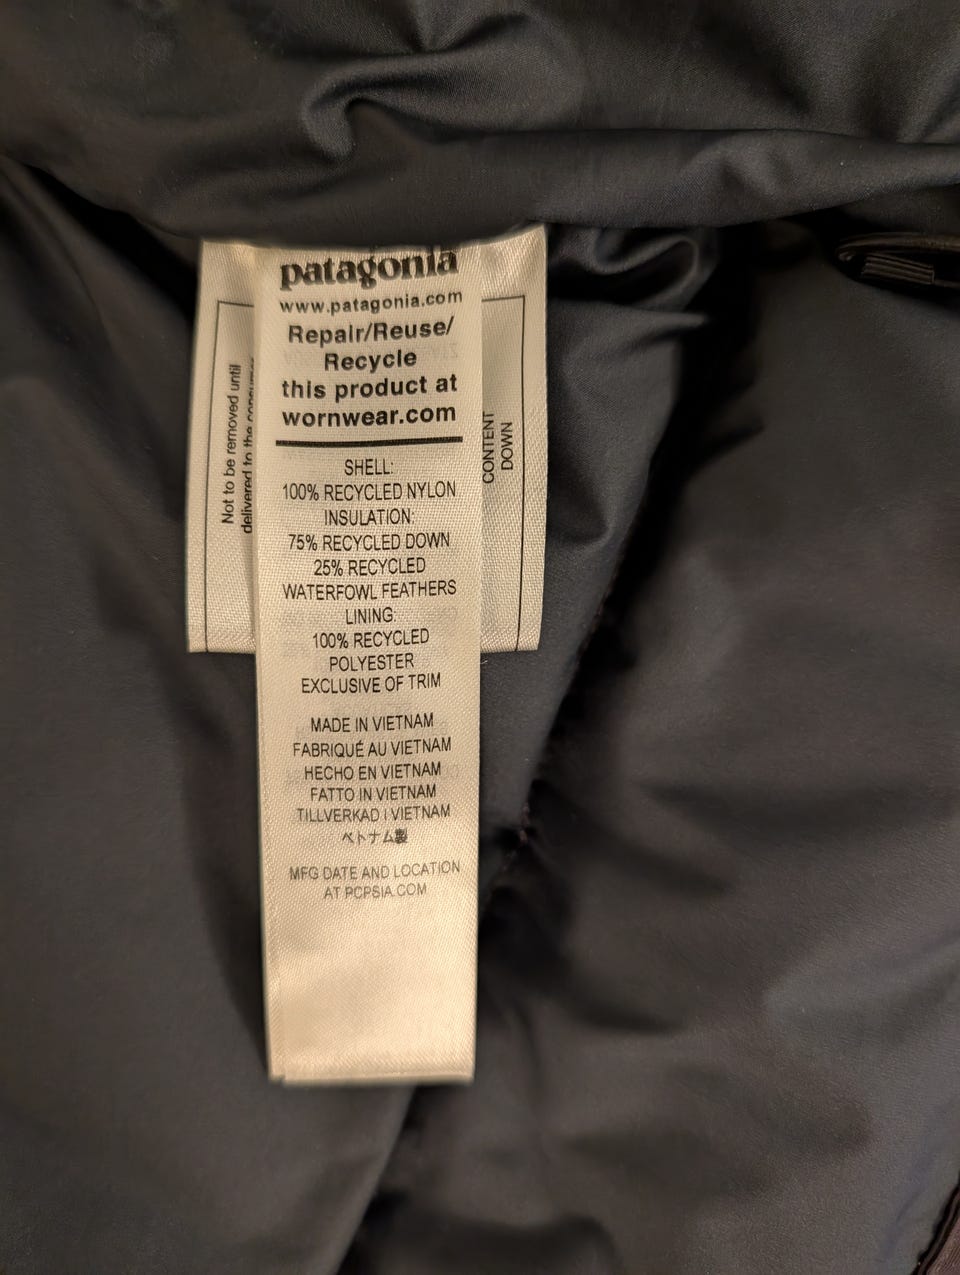 patagonia
www.patagonia.com
Repair/Reuse/
Recycle
this product at
wornwear.com
SHELL:
100% RECYCLED NYLON
INSULATION:
75% RECYCLED DOWN
25% RECYCLED
WATERFOWL FEATHERS
LINING:
100% RECYCLED
POLYESTER
EXCLUSIVE OF TRIM
MADE IN VIETNAM
FABRIQUÉ AU VIETNAM
HECHO EN VIETNAM
FATTO IN VIETNAM
TILLVERKAD I VIETNAM
ベトナム製
MFG DATE AND LOCATION
AT PCPSIA.COM
Not to be removed until
delivered to the consumer
CONTENT
DOWN